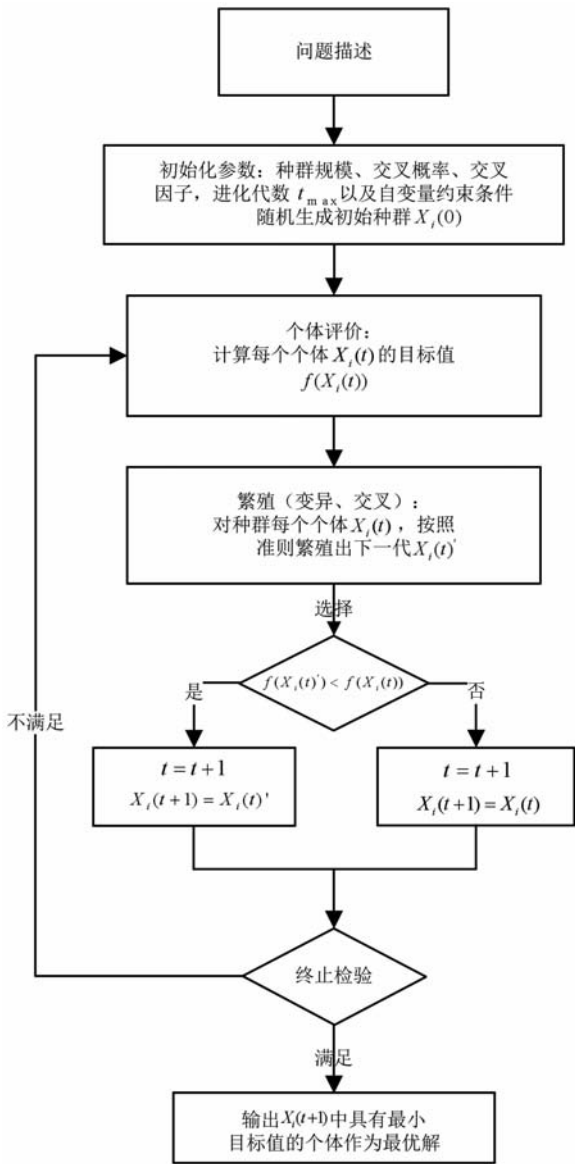 问题描述
初始化参数：种群规模、交叉概率、交叉
因子，进化代数 t_max 以及自变量约束条件
随机生成初始种群 X_i(0)
个体评价：
计算每个个体 X_i(t) 的目标值
f(X_i(t))
繁殖（变异、交叉）：
对种群每个个体 X_i(t) ，按照
准则繁殖出下一代 X_i(t)'
选择
f(X_i(t)') < f(X_i(t))
是
否
不满足
t = t + 1
X_i(t+1) = X_i(t)'
t = t + 1
X_i(t+1) = X_i(t)
终止检验
满足
输出X_i(t+1)中具有最小
目标值的个体作为最优解